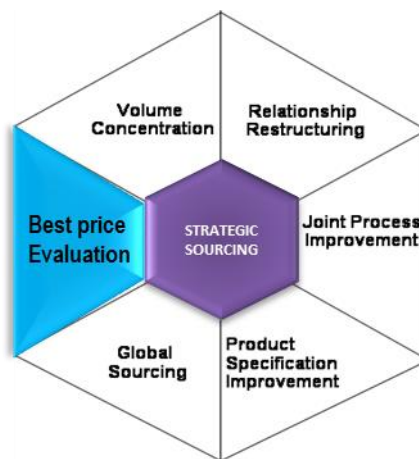 Volume
Concentration
Relationship
Restructuring
Best price
Evaluation
STRATEGIC
SOURCING
Joint Process
Improvement
Global
Sourcing
Product
Specification
Improvement